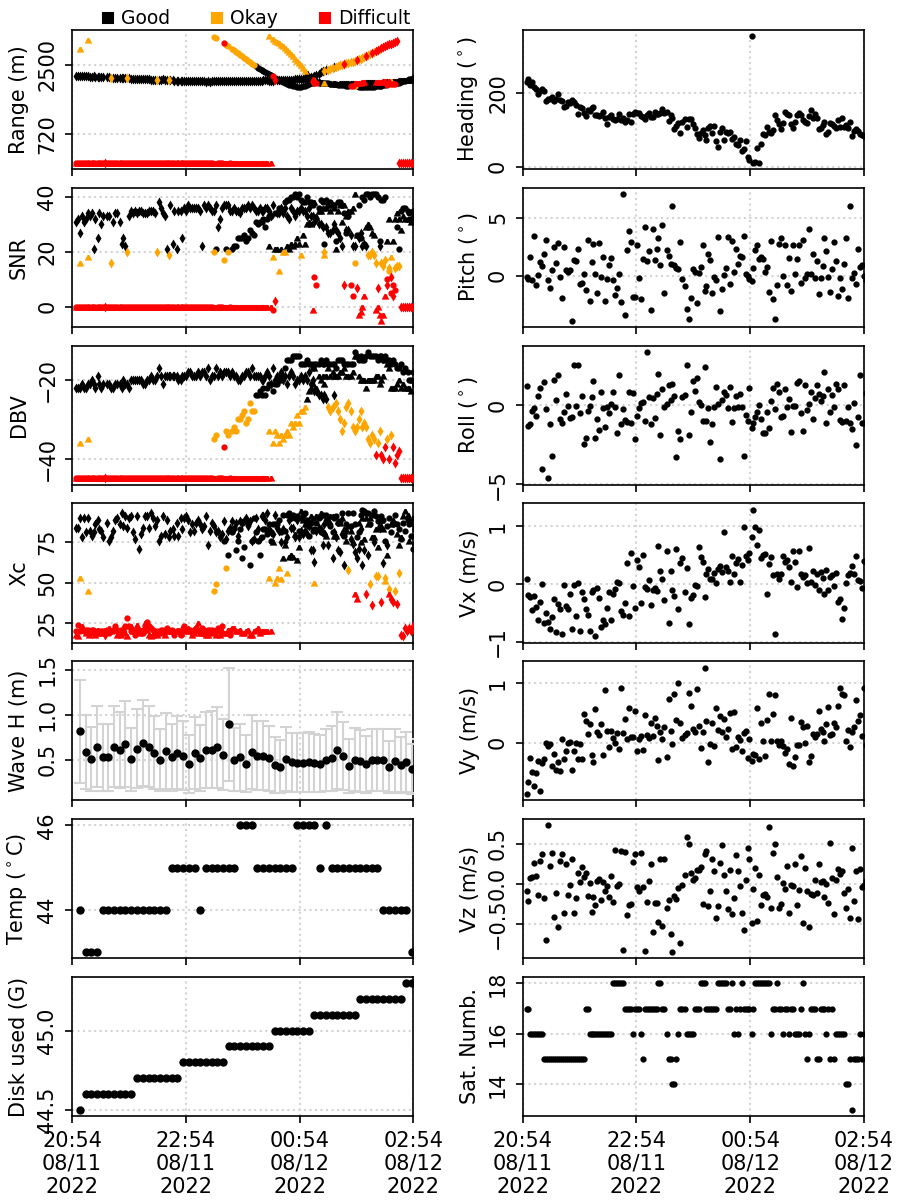 Good Okay Difficult
Range (m)
2500
720
Heading (°)
200
0
SNR
40
20
0
Pitch (°)
5
0
DBV
−20
−40
Roll (°)
0
−5
Xc
75
50
25
Vx (m/s)
1
0
−1
Wave H (m)
1.5
1.0
0.5
Vy (m/s)
1
0
Temp (°C)
46
44
Vz (m/s)
0.5
0.0
−0.5
Disk used (G)
45.0
44.5
Sat. Numb.
18
16
14
20:54 22:54 00:54 02:54
08/11 08/11 08/12 08/12
2022 2022 2022 2022
20:54 22:54 00:54 02:54
08/11 08/11 08/12 08/12
2022 2022 2022 2022